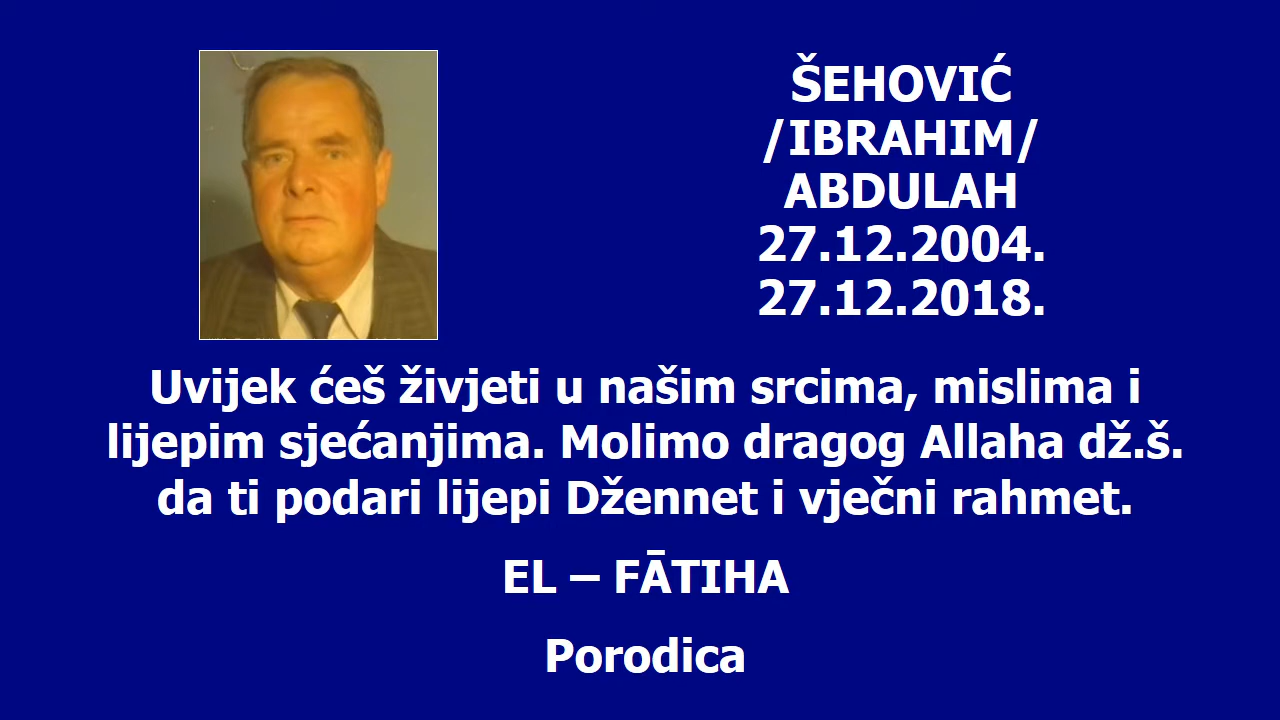 ŠEHOVIĆ
/IBRAHIM/
ABDULAH
27.12.2004.
27.12.2018.
Uvijek ćeš živjeti u našim srcima, mislima i
lijepim sjećanjima. Molimo dragog Allaha dž.š.
da ti podari lijepi Džennet i vječni rahmet.
EL – FĀTIHA
Porodica